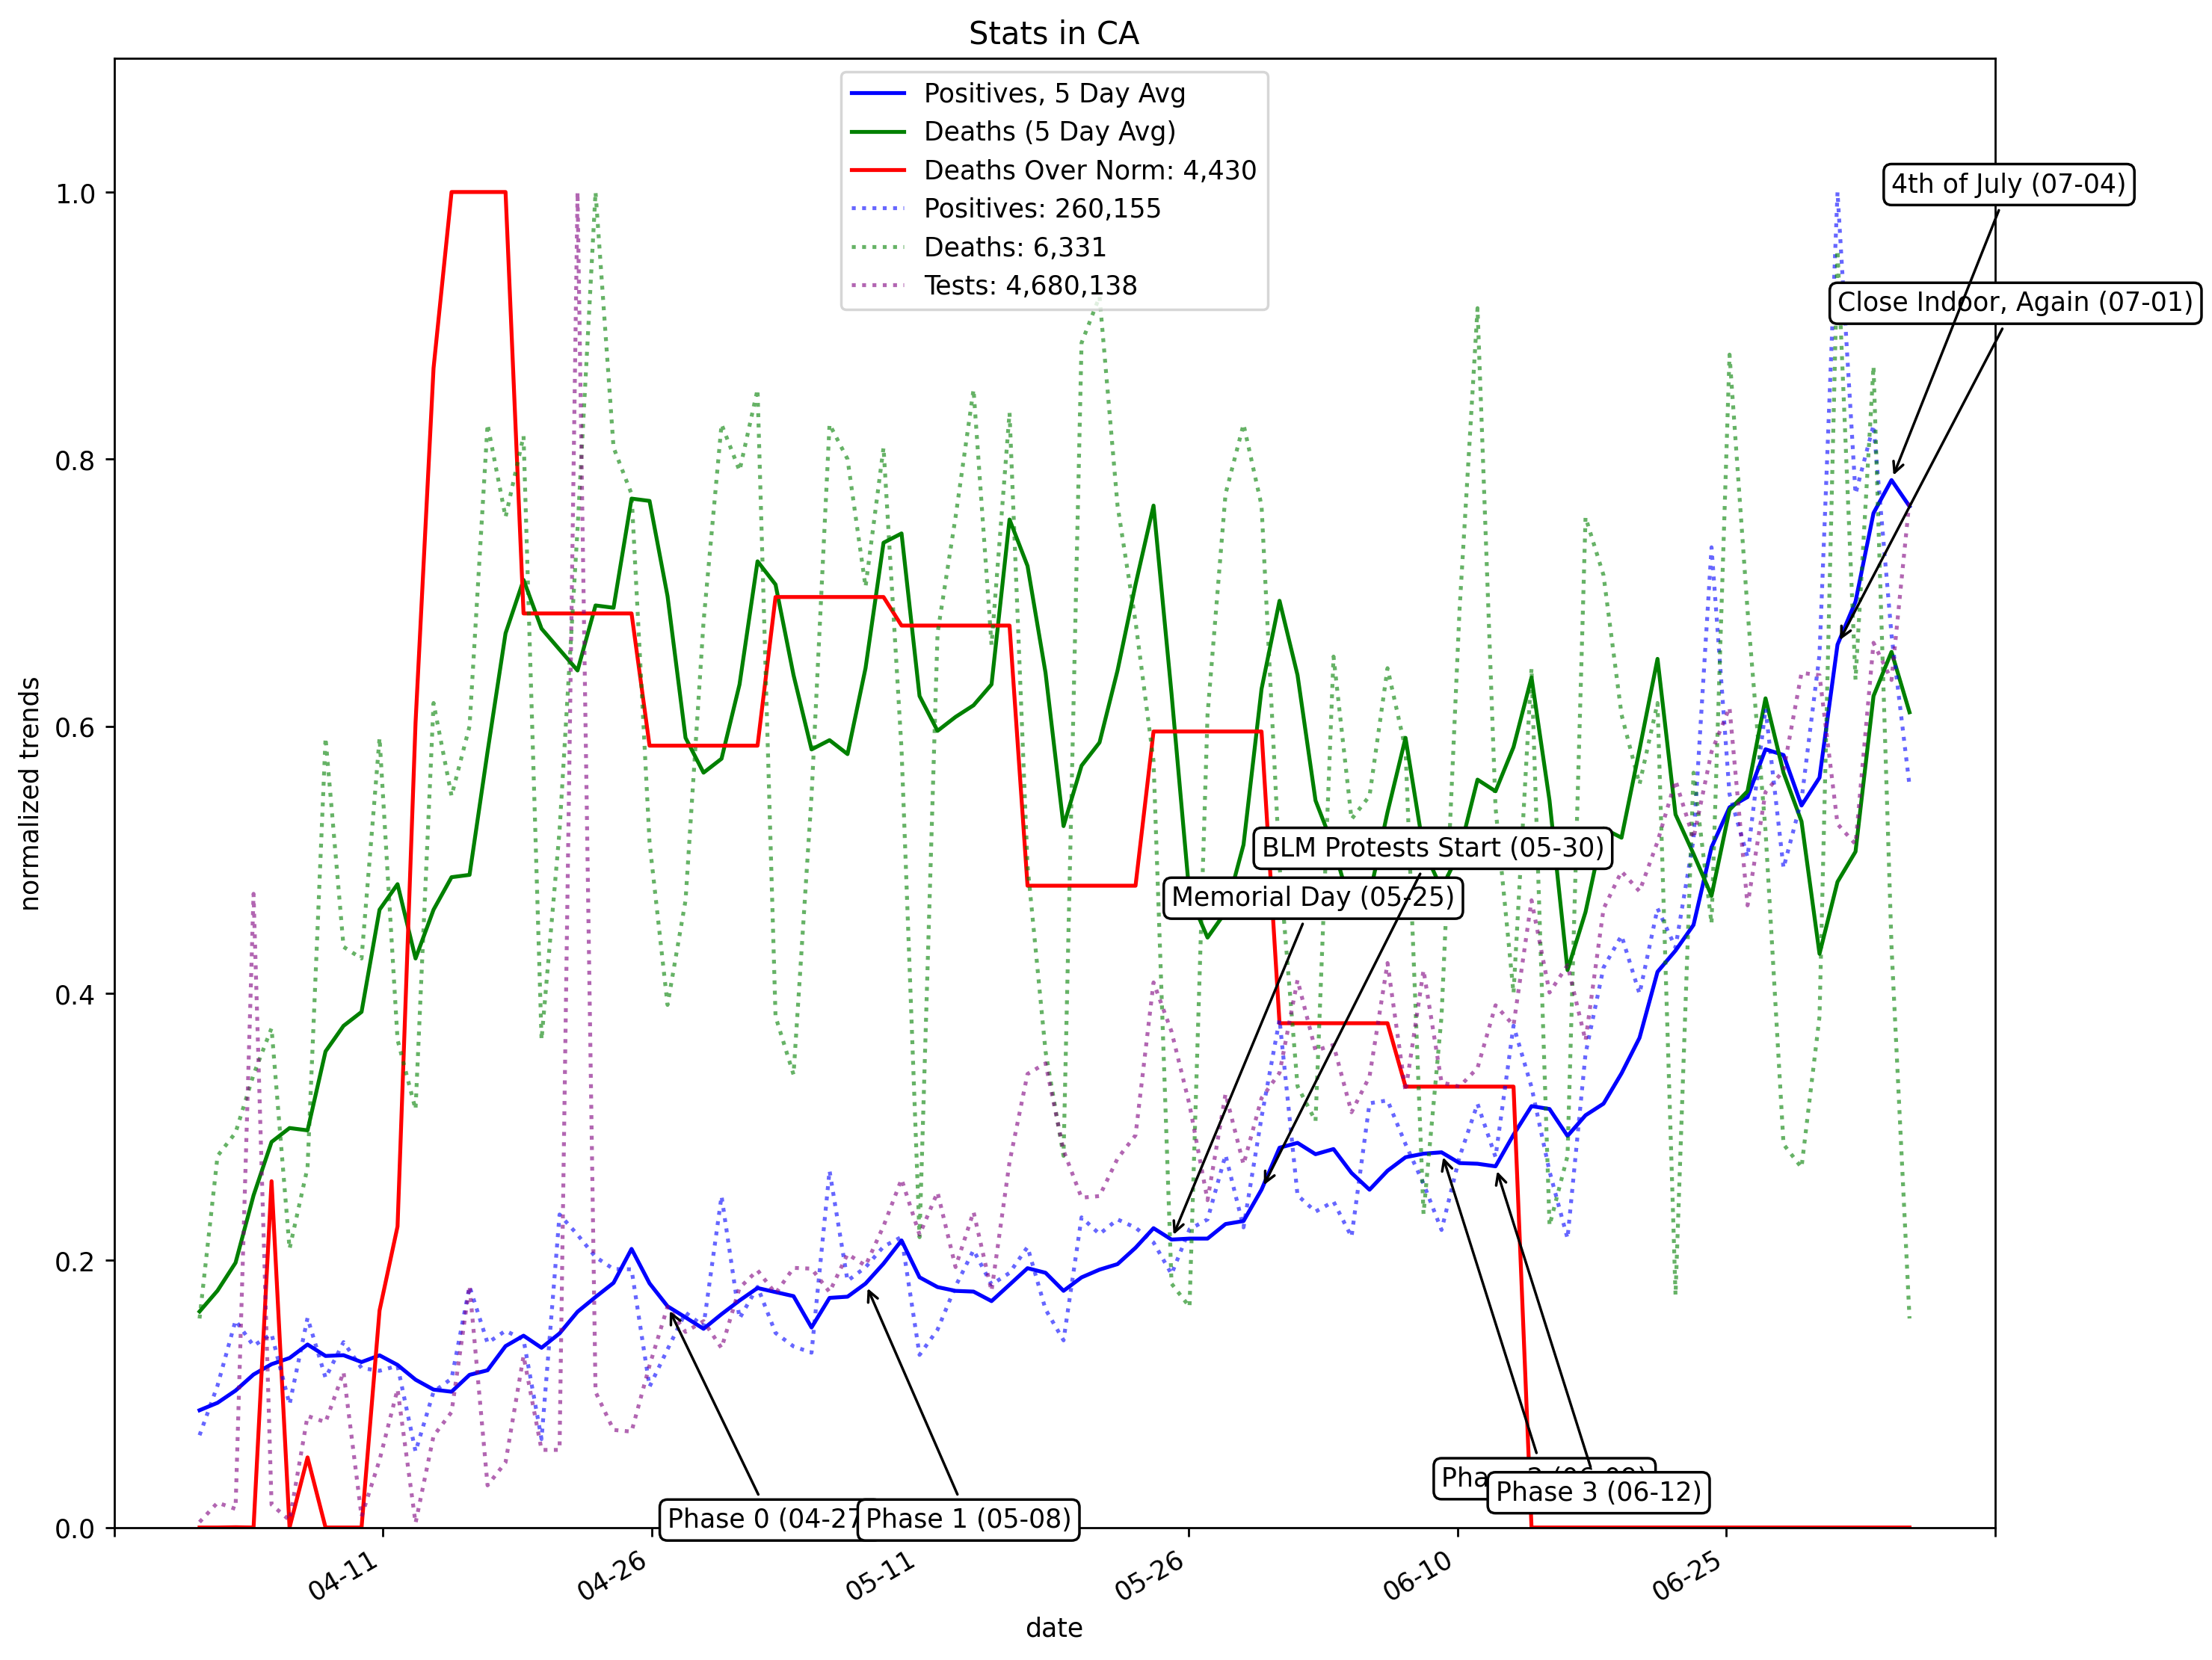 Stats in CA
Positives, 5 Day Avg
Deaths (5 Day Avg)
Deaths Over Norm: 4,430
Positives: 260,155
Deaths: 6,331
Tests: 4,680,138
4th of July (07-04)
Close Indoor, Again (07-01)
BLM Protests Start (05-30)
Memorial Day (05-25)
Phase 3 (06-12)
Phase 0 (04-27
Phase 1 (05-08)
normalized trends
1.0
0.8
0.6
0.4
0.2
0.0
04-11
04-26
05-11
05-26
06-10
06-25
date